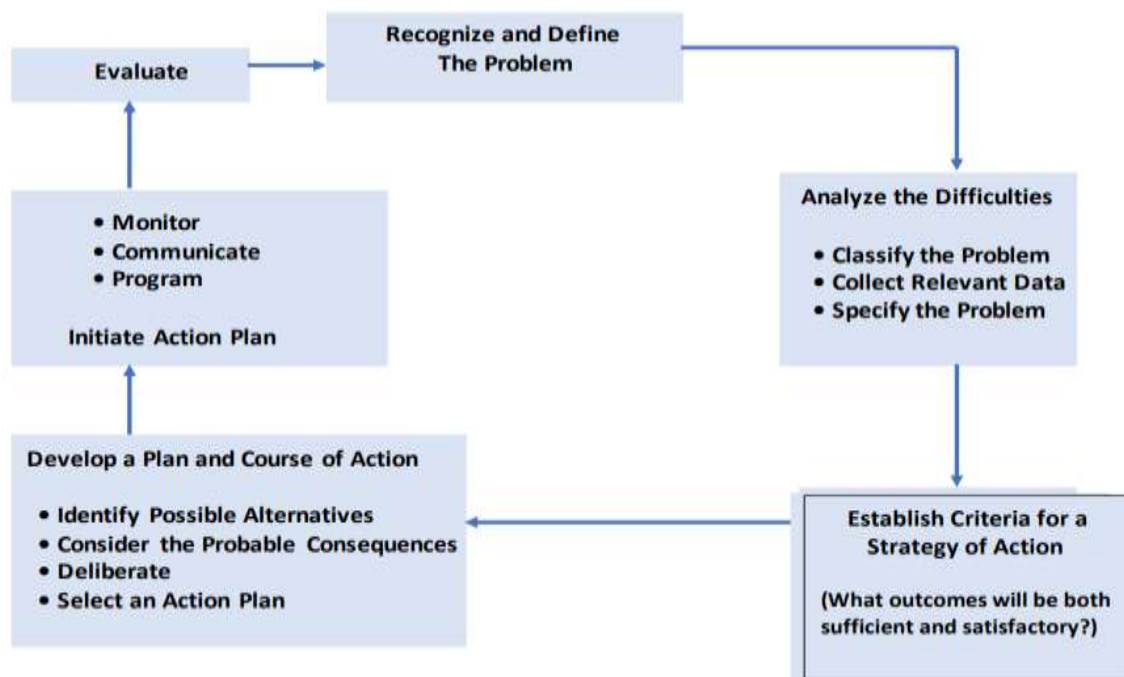 Recognize and Define
The Problem
Analyze the Difficulties
• Classify the Problem
• Collect Relevant Data
• Specify the Problem
Establish Criteria for a
Strategy of Action
(What outcomes will be both
sufficient and satisfactory?)
Develop a Plan and Course of Action
• Identify Possible Alternatives
• Consider the Probable Consequences
• Deliberate
• Select an Action Plan
• Monitor
• Communicate
• Program
Initiate Action Plan
Evaluate